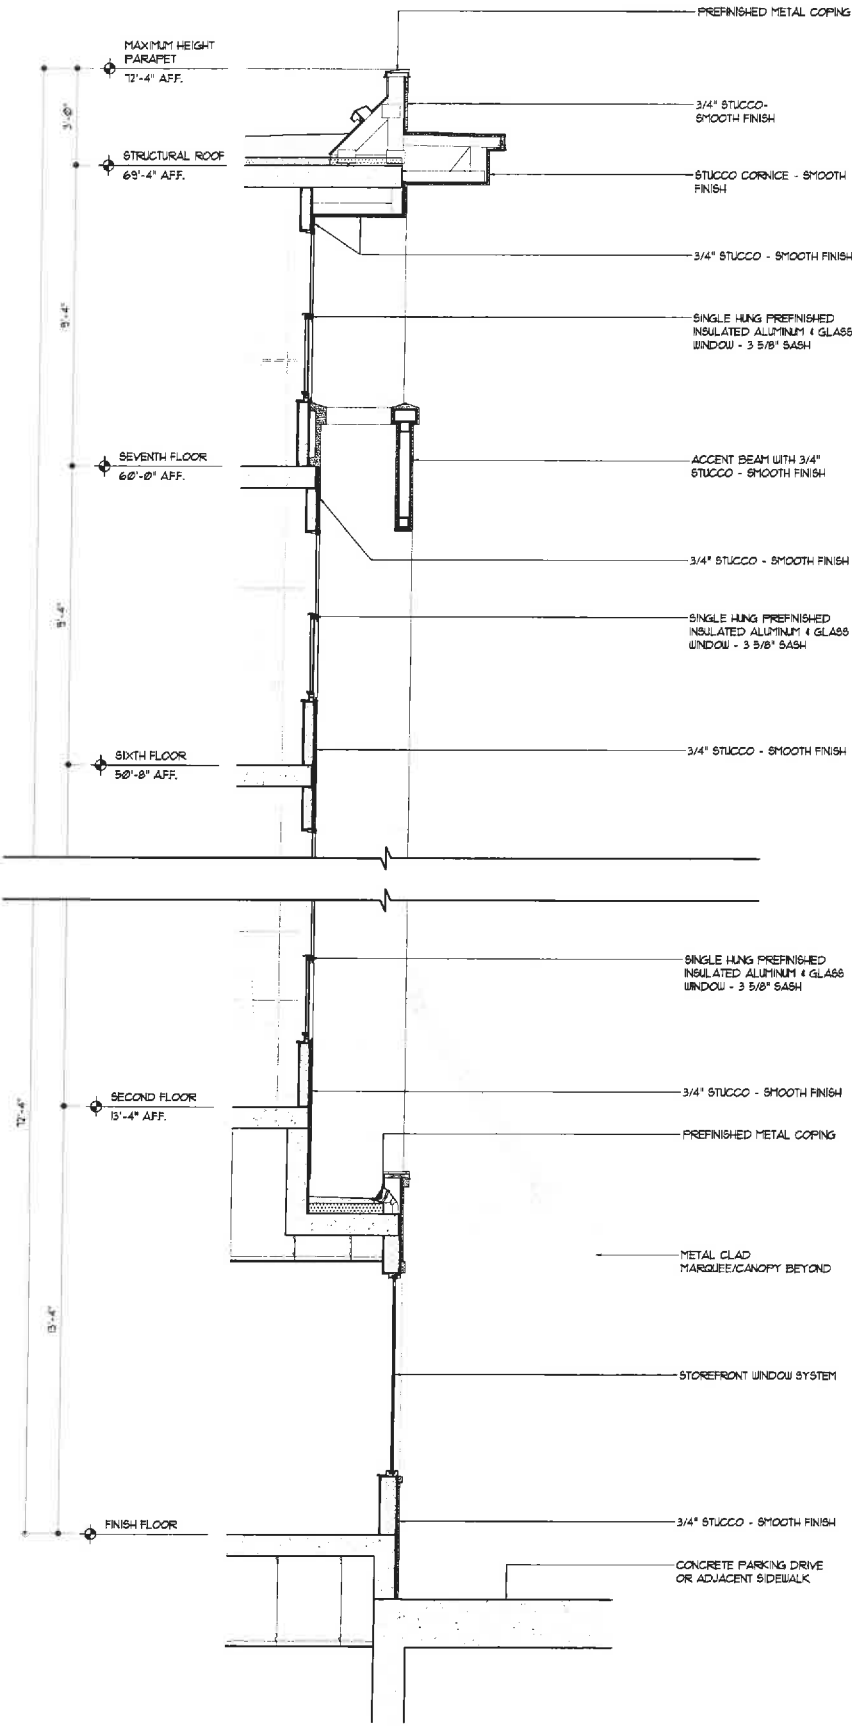 PREFINISHED METAL COPING
MAXIMUM HEIGHT
PARAPET
72'-4" AFF.
3'-0"
3/4" STUCCO-
SMOOTH FINISH
STRUCTURAL ROOF
69'-4" AFF.
STUCCO CORNICE - SMOOTH
FINISH
3/4" STUCCO - SMOOTH FINISH
9'-4"
SINGLE HUNG PREFINISHED
INSULATED ALUMINUM & GLASS
WINDOW - 3 5/8" SASH
SEVENTH FLOOR
60'-0" AFF.
ACCENT BEAM WITH 3/4"
STUCCO - SMOOTH FINISH
3/4" STUCCO - SMOOTH FINISH
9'-4"
SINGLE HUNG PREFINISHED
INSULATED ALUMINUM & GLASS
WINDOW - 3 5/8" SASH
SIXTH FLOOR
50'-8" AFF.
3/4" STUCCO - SMOOTH FINISH
SINGLE HUNG PREFINISHED
INSULATED ALUMINUM & GLASS
WINDOW - 3 5/8" SASH
SECOND FLOOR
13'-4" AFF.
3/4" STUCCO - SMOOTH FINISH
72'-4"
PREFINISHED METAL COPING
METAL CLAD
MARQUEE/CANOPY BEYOND
13'-4"
STOREFRONT WINDOW SYSTEM
FINISH FLOOR
3/4" STUCCO - SMOOTH FINISH
CONCRETE PARKING DRIVE
OR ADJACENT SIDEWALK